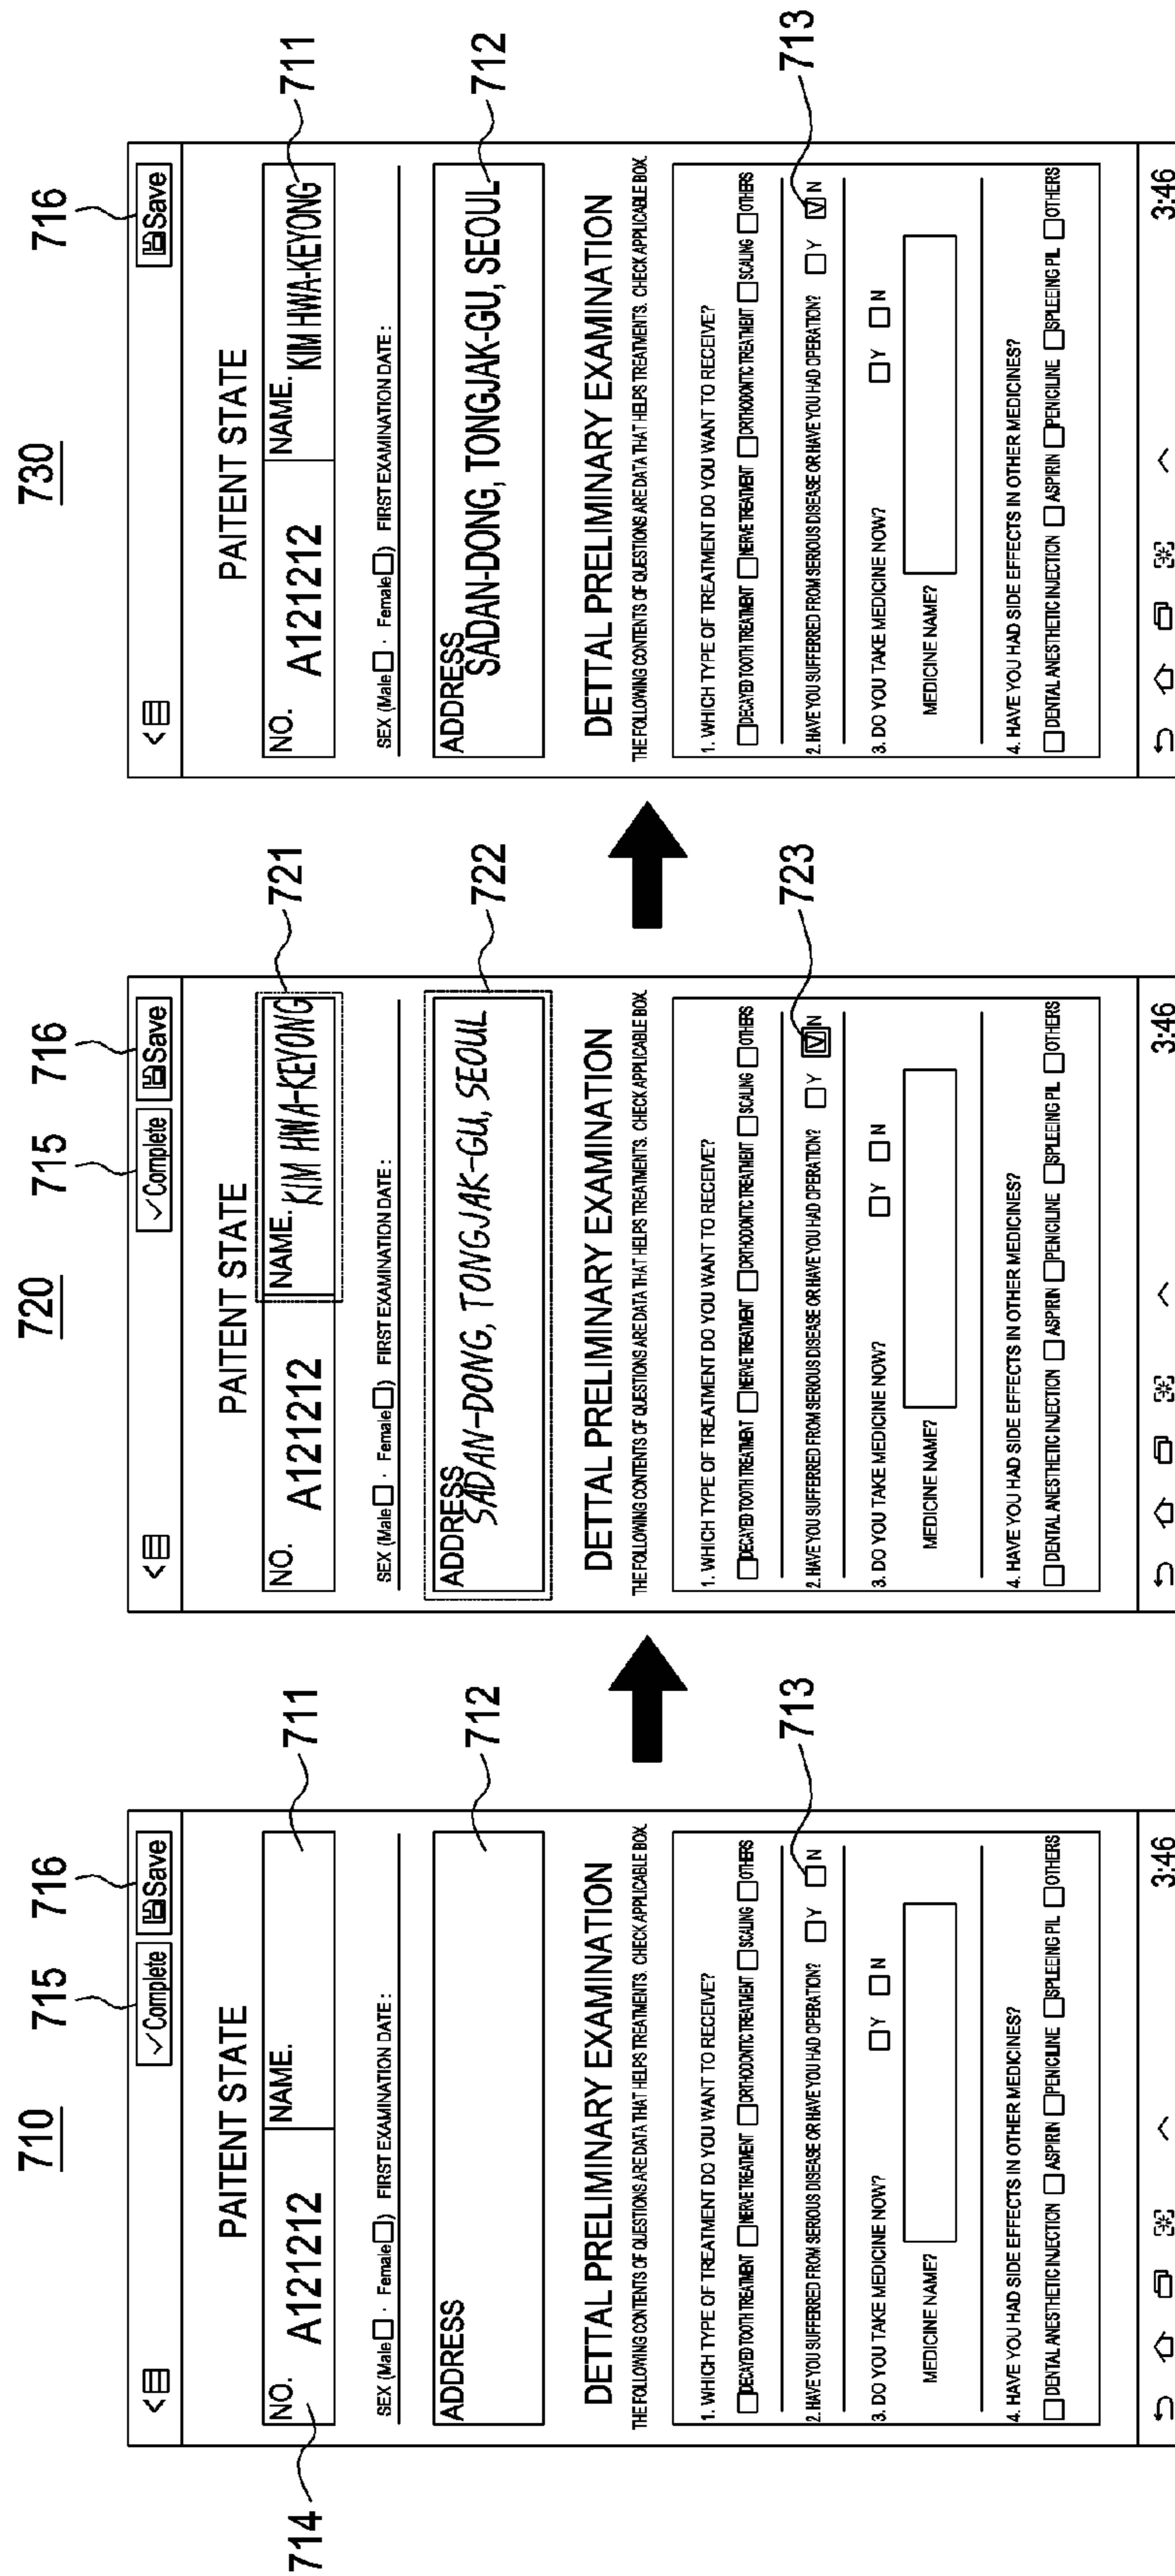 710
715
716
✓Complete
Save
PAITENT STATE
714
NO. A121212
NAME.
711
SEX (Male□ · Female□) FIRST EXAMINATION DATE :
ADDRESS
712
DETTAL PRELIMINARY EXAMINATION
THE FOLLOWING CONTENTS OF QUESTIONS ARE DATA THAT HELPS TREATMENTS. CHECK APPLICABLE BOX.
1. WHICH TYPE OF TREATMENT DO YOU WANT TO RECEIVE?
□DECAYED TOOTH TREATMENT □NERVE TREATMENT □ORTHODONTIC TREATMENT □SCALING □OTHERS
2. HAVE YOU SUFFERRED FROM SERIOUS DISEASE OR HAVE YOU HAD OPERATION? □Y □N
713
3. DO YOU TAKE MEDICINE NOW? □Y □N
MEDICINE NAME?
4. HAVE YOU HAD SIDE EFFECTS IN OTHER MEDICINES?
□DENTAL ANESTHETIC INJECTION □ASPIRIN □PENICILINE □SPLEEING PIL □OTHERS
3:46
720
715
716
✓Complete
Save
PAITENT STATE
NO. A121212
NAME. KIM HWA-KEYONG
721
SEX (Male□ · Female□) FIRST EXAMINATION DATE :
ADDRESS
SADAN-DONG, TONGJAK-GU, SEOUL
722
DETTAL PRELIMINARY EXAMINATION
THE FOLLOWING CONTENTS OF QUESTIONS ARE DATA THAT HELPS TREATMENTS. CHECK APPLICABLE BOX.
1. WHICH TYPE OF TREATMENT DO YOU WANT TO RECEIVE?
□DECAYED TOOTH TREATMENT □NERVE TREATMENT □ORTHODONTIC TREATMENT □SCALING □OTHERS
2. HAVE YOU SUFFERRED FROM SERIOUS DISEASE OR HAVE YOU HAD OPERATION? □Y V N
723
3. DO YOU TAKE MEDICINE NOW? □Y □N
MEDICINE NAME?
4. HAVE YOU HAD SIDE EFFECTS IN OTHER MEDICINES?
□DENTAL ANESTHETIC INJECTION □ASPIRIN □PENICILINE □SPLEEING PIL □OTHERS
3:46
730
716
Save
PAITENT STATE
NO. A121212
NAME. KIM HWA-KEYONG
711
SEX (Male□ · Female□) FIRST EXAMINATION DATE :
ADDRESS
SADAN-DONG, TONGJAK-GU, SEOUL
712
DETTAL PRELIMINARY EXAMINATION
THE FOLLOWING CONTENTS OF QUESTIONS ARE DATA THAT HELPS TREATMENTS. CHECK APPLICABLE BOX.
1. WHICH TYPE OF TREATMENT DO YOU WANT TO RECEIVE?
□DECAYED TOOTH TREATMENT □NERVE TREATMENT □ORTHODONTIC TREATMENT □SCALING □OTHERS
2. HAVE YOU SUFFERRED FROM SERIOUS DISEASE OR HAVE YOU HAD OPERATION? □Y V N
713
3. DO YOU TAKE MEDICINE NOW? □Y □N
MEDICINE NAME?
4. HAVE YOU HAD SIDE EFFECTS IN OTHER MEDICINES?
□DENTAL ANESTHETIC INJECTION □ASPIRIN □PENICILINE □SPLEEING PIL □OTHERS
3:46